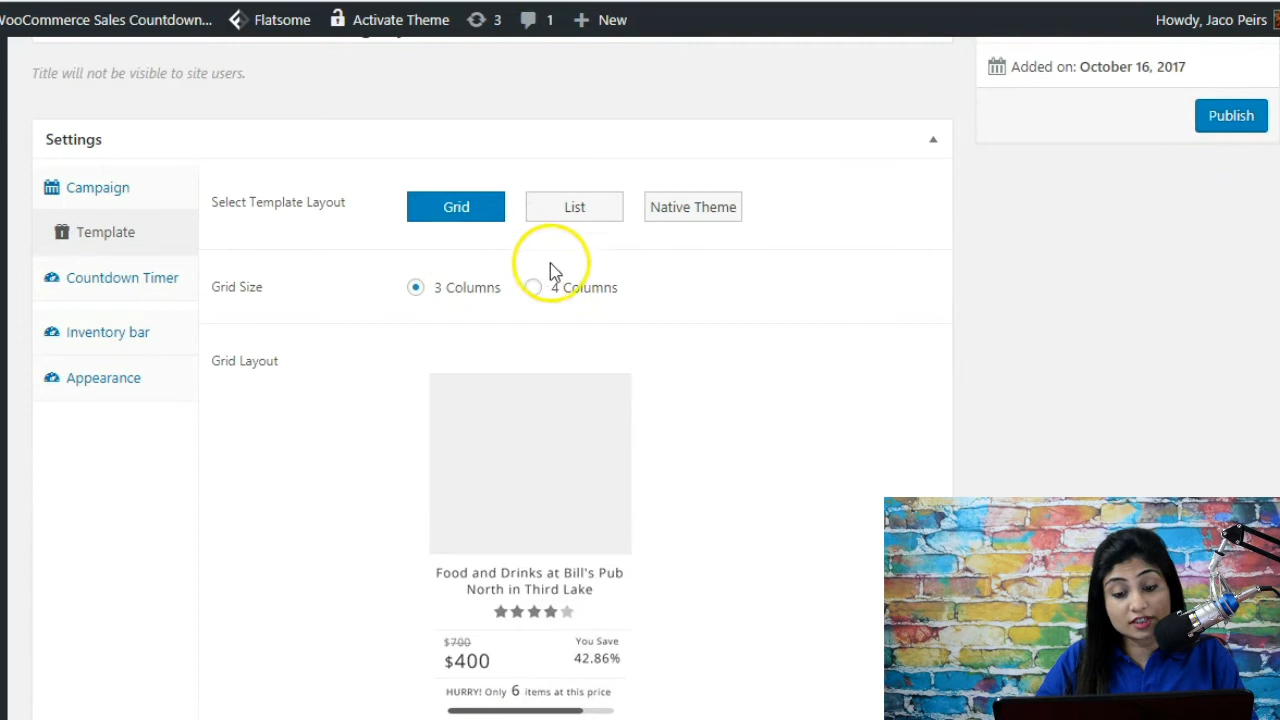 WooCommerce Sales Countdown... Flatsome Activate Theme 3 1 New Howdy, Jaco Peirs
Title will not be visible to site users.
Added on: October 16, 2017
Publish
Settings
Campaign
Template
Countdown Timer
Inventory bar
Appearance
Select Template Layout Grid List Native Theme
Grid Size 3 Columns 4 Columns
Grid Layout
Food and Drinks at Bill's Pub
North in Third Lake
$700 You Save
$400 42.86%
HURRY! Only 6 items at this price